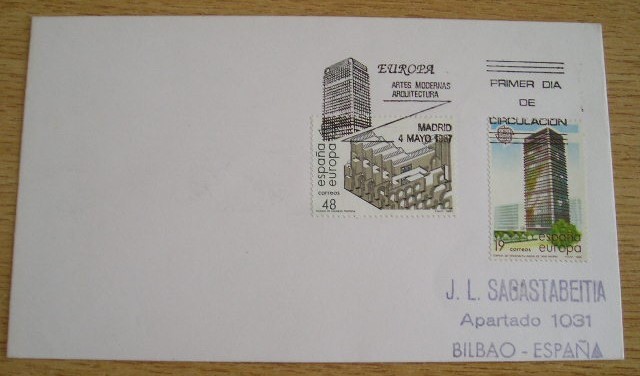 EUROPA
ARTES MODERNAS
ARQUITECTURA
MADRID
4 MAYO 1987
PRIMER DIA
DE
CIRCULACION
españa
europa
correos
48
19
españa
correos
europa
J. L. SAGASTABEITIA
Apartado 1031
BILBAO - ESPAÑA